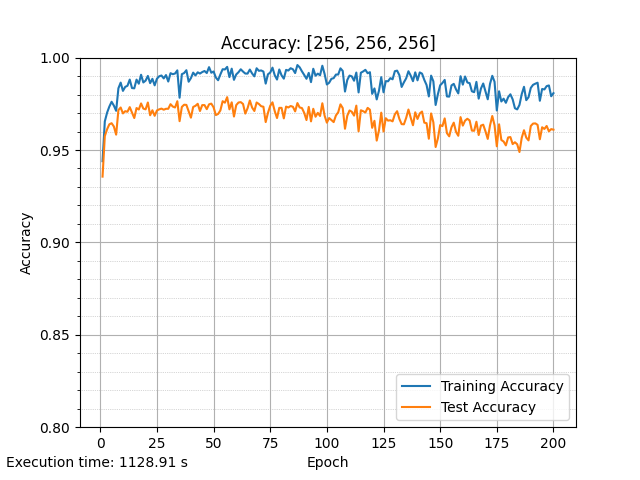 Accuracy: [256, 256, 256]
1.00
0.95
0.90
0.85
0.80
Accuracy
Training Accuracy
Test Accuracy
0 25 50 75 100 125 150 175 200
Execution time: 1128.91 s
Epoch